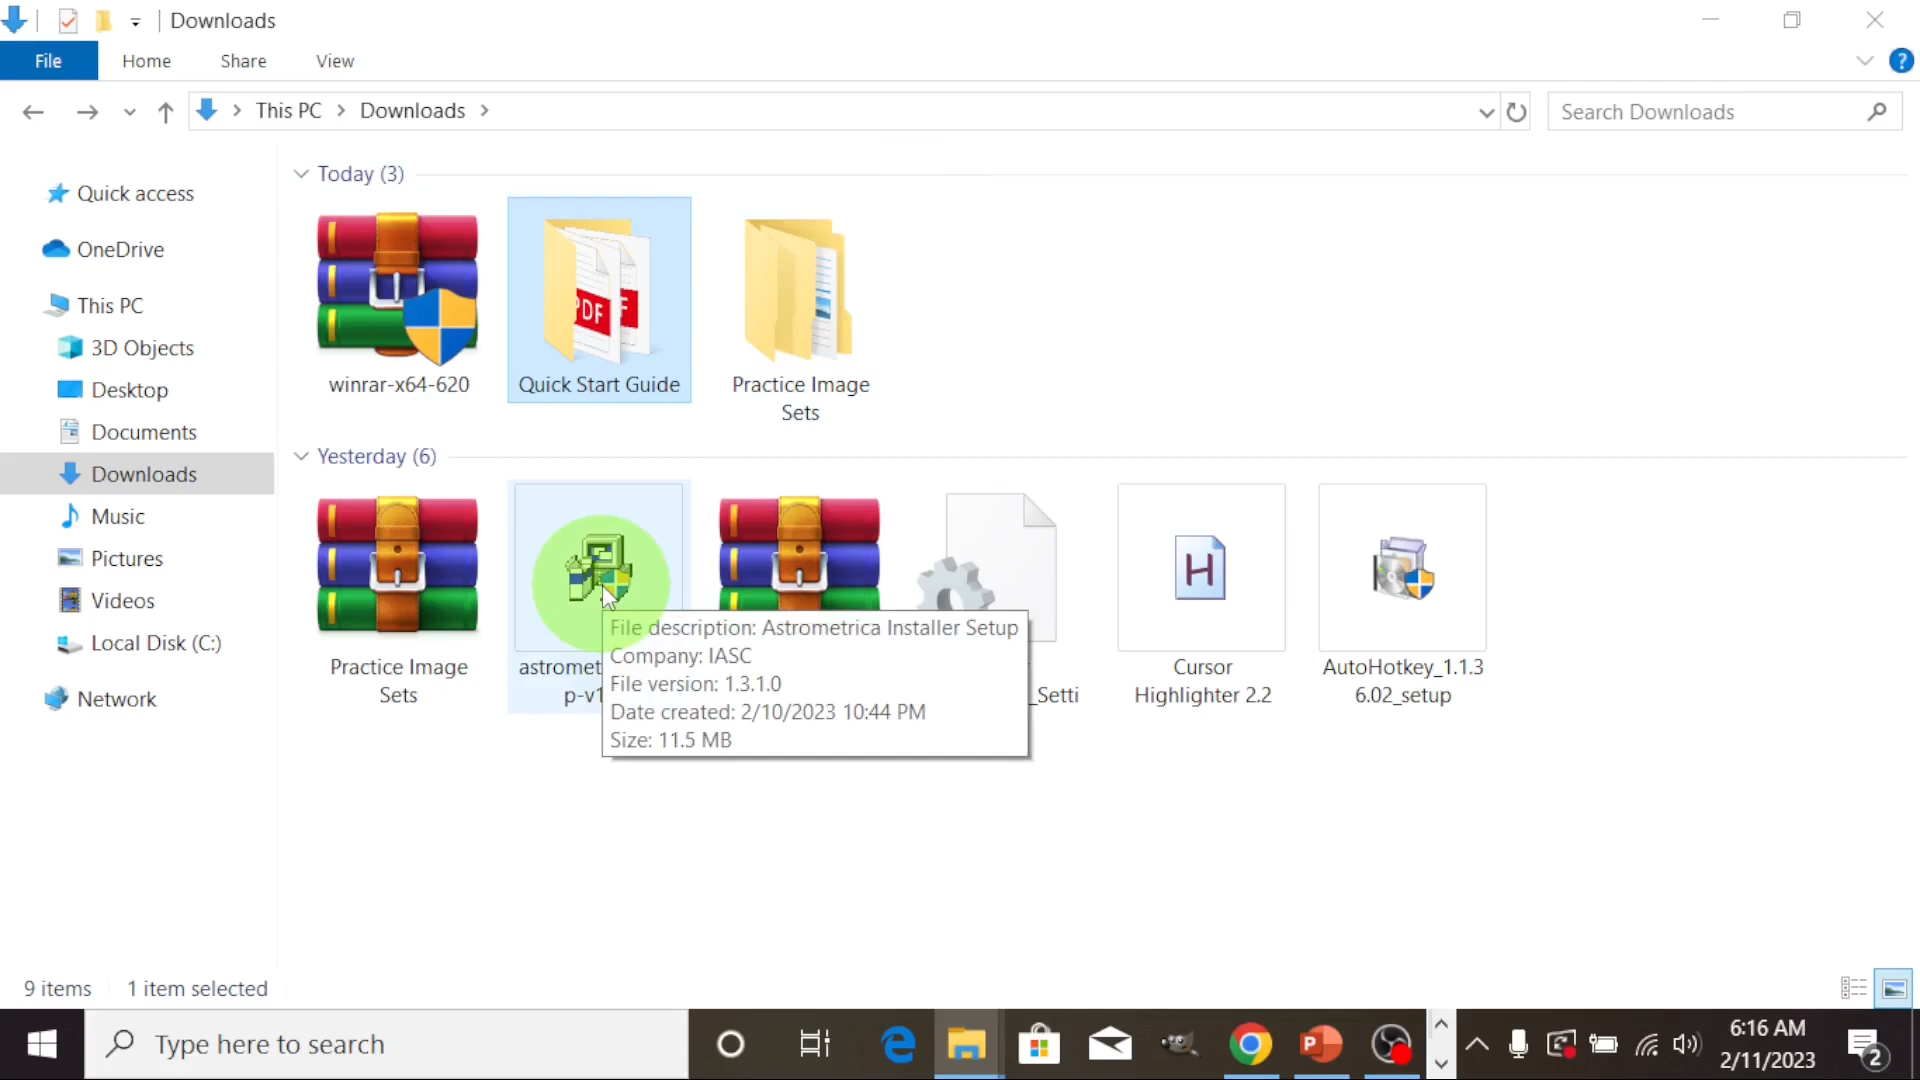 Downloads
File
Home
Share
View
?
This PC
Downloads
Search Downloads
Quick access
OneDrive
This PC
3D Objects
Desktop
Documents
Downloads
Music
Pictures
Videos
Local Disk (C:)
Network
Today (3)
winrar-x64-620
Quick Start Guide
Practice Image
Sets
PDF
F
Yesterday (6)
Practice Image
Sets
astromet
p-v1
File description: Astrometrica Installer Setup
Company: IASC
File version: 1.3.1.0
Date created: 2/10/2023 10:44 PM
Size: 11.5 MB
_Setti
H
Cursor
Highlighter 2.2
AutoHotkey_1.1.3
6.02_setup
9 items
1 item selected
Type here to search
P
6:16 AM
2/11/2023
2